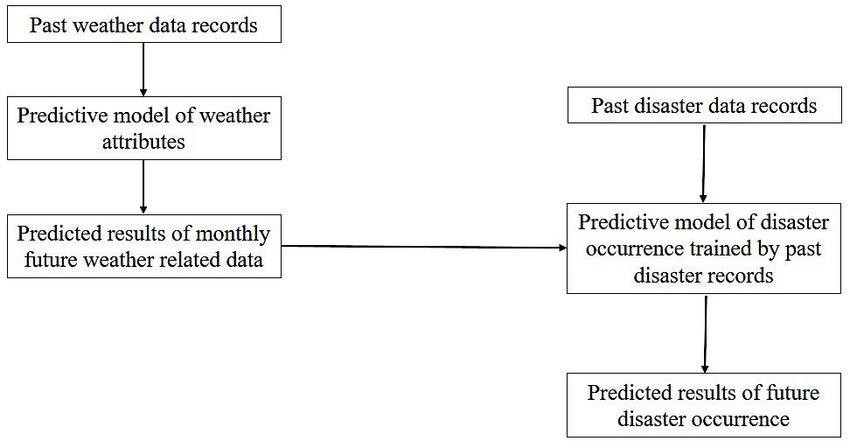 Past weather data records
Predictive model of weather
attributes
Predicted results of monthly
future weather related data
Past disaster data records
Predictive model of disaster
occurrence trained by past
disaster records
Predicted results of future
disaster occurrence